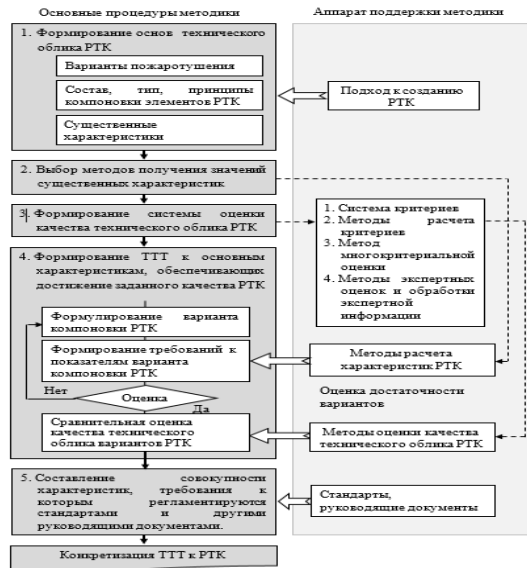 Основные процедуры методики
Аппарат поддержки методики
1. Формирование основ технического
облика РТК
Варианты пожаротушения
Состав, тип, принципы
компоновки элементов РТК
Существенные
характеристики
Подход к созданию
РТК
2. Выбор методов получения значений
существенных характеристик
3. Формирование системы оценки
качества технического облика РТК
1. Система критериев
2. Методы расчета
критериев
3. Метод
многокритериальной
оценки
4. Методы экспертных
оценок и обработки
экспертной
информации
4. Формирование ТТТ к основным
характеристикам, обеспечивающих
достижение заданного качества РТК
Формулирование варианта
компоновки РТК
Формирование требований к
показателям варианта
компоновки РТК
Методы расчета
характеристик РТК
Нет
Оценка
Да
Оценка достаточности
вариантов
Сравнительная оценка
качества технического
облика вариантов РТК
Методы оценки качества
технического облика РТК
5. Составление совокупности
характеристик, требования к
которым регламентируются
стандартами и другими
руководящими документами.
Стандарты,
руководящие документы
Конкретизация ТТТ к РТК